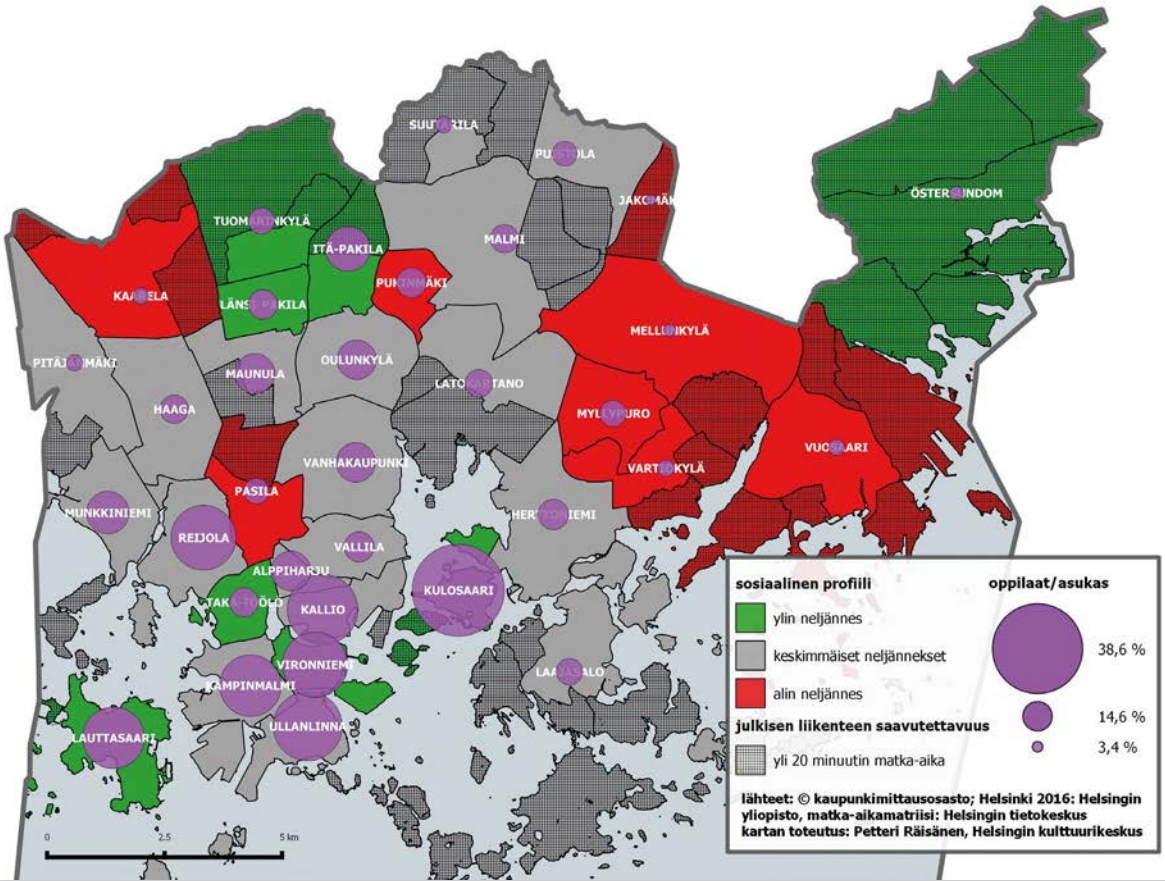 SUUTARILA
PUISTOLA
ÖSTERSUNDOM
JAKOMÄK
TUOMARINKYLÄ
MALMI
ITÄ-PAKILA
PUKINMÄKI
KAARELA
LÄNSI-PAKILA
MELLUNKYLÄ
PITÄJÄNMÄKI
OULUNKYLÄ
MAUNULA
LATOKARTANO
HAAGA
MYLLYPURO
VUOSAARI
VANHAKAUPUNKI
VARTIOKYLÄ
PASILA
MUNKKINIEMI
HERTTONIEMI
REIJOLA
VALLILA
ALPPIHARJU
KULOSAARI
TAKA-TÖÖLÖ
KALLIO
VIRONNIEMI
LAAJASALO
KAMPINMALMI
ULLANLINNA
LAUTTASAARI
0 2.5 5 km
sosiaalinen profiili
ylin neljännes
keskimmäiset neljännekset
alin neljännes
julkisen liikenteen saavutettavuus
yli 20 minuutin matka-aika
oppilaat/asukas
38,6 %
14,6 %
3,4 %
lähteet: © kaupunkimittausosasto; Helsinki 2016: Helsingin
yliopisto, matka-aikamatriisi: Helsingin tietokeskus
kartan toteutus: Petteri Räisänen, Helsingin kulttuurikeskus